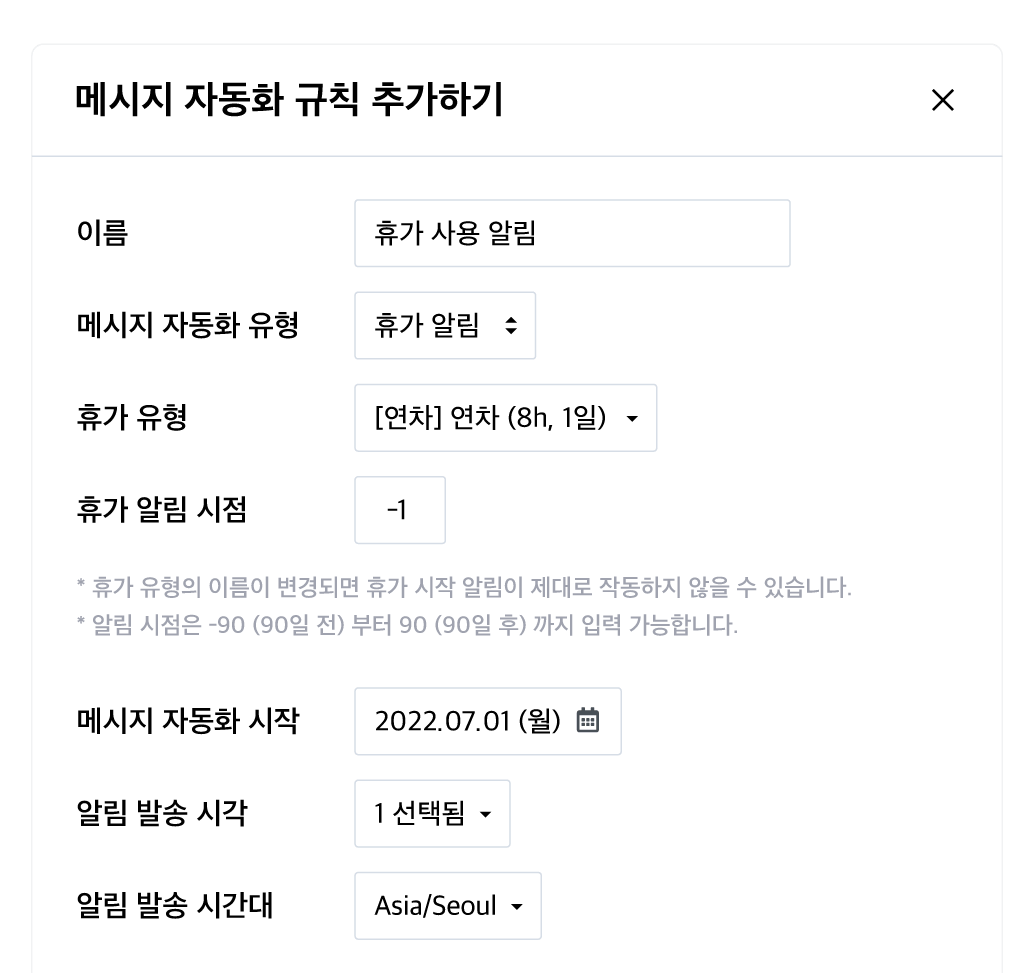 메시지 자동화 규칙 추가하기
이름 휴가 사용 알림
메시지 자동화 유형 휴가 알림
휴가 유형 [연차] 연차 (8h, 1일)
휴가 알림 시점 -1
* 휴가 유형의 이름이 변경되면 휴가 시작 알림이 제대로 작동하지 않을 수 있습니다.
* 알림 시점은 -90 (90일 전) 부터 90 (90일 후) 까지 입력 가능합니다.
메시지 자동화 시작 2022.07.01 (월)
알림 발송 시각 1 선택됨
알림 발송 시간대 Asia/Seoul